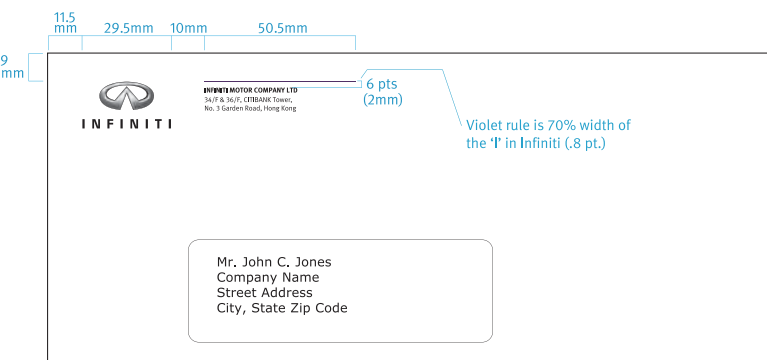 11.5
mm
29.5mm
10mm
50.5mm
9
mm
INFINITI
INFINITI MOTOR COMPANY LTD
34/F & 36/F, CITIBANK Tower,
No. 3 Garden Road, Hong Kong
6 pts
(2mm)
Violet rule is 70% width of
the ‘I’ in Infiniti (.8 pt.)
Mr. John C. Jones
Company Name
Street Address
City, State Zip Code